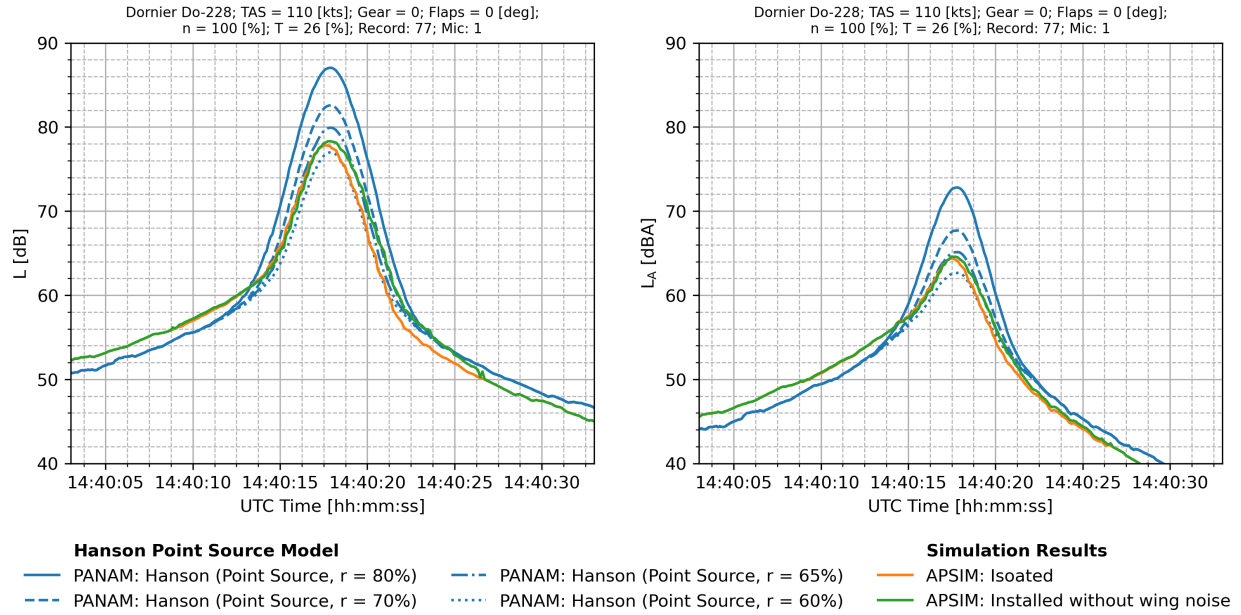 Dornier Do-228; TAS = 110 [kts]; Gear = 0; Flaps = 0 [deg];
n = 100 [%]; T = 26 [%]; Record: 77; Mic: 1
90
80
70
60
50
40
L [dB]
14:40:05 14:40:10 14:40:15 14:40:20 14:40:25 14:40:30
UTC Time [hh:mm:ss]
Dornier Do-228; TAS = 110 [kts]; Gear = 0; Flaps = 0 [deg];
n = 100 [%]; T = 26 [%]; Record: 77; Mic: 1
90
80
70
60
50
40
L_A [dBA]
14:40:05 14:40:10 14:40:15 14:40:20 14:40:25 14:40:30
UTC Time [hh:mm:ss]
Hanson Point Source Model
PANAM: Hanson (Point Source, r = 80%)
PANAM: Hanson (Point Source, r = 70%)
PANAM: Hanson (Point Source, r = 65%)
PANAM: Hanson (Point Source, r = 60%)
Simulation Results
APSIM: Isoated
APSIM: Installed without wing noise